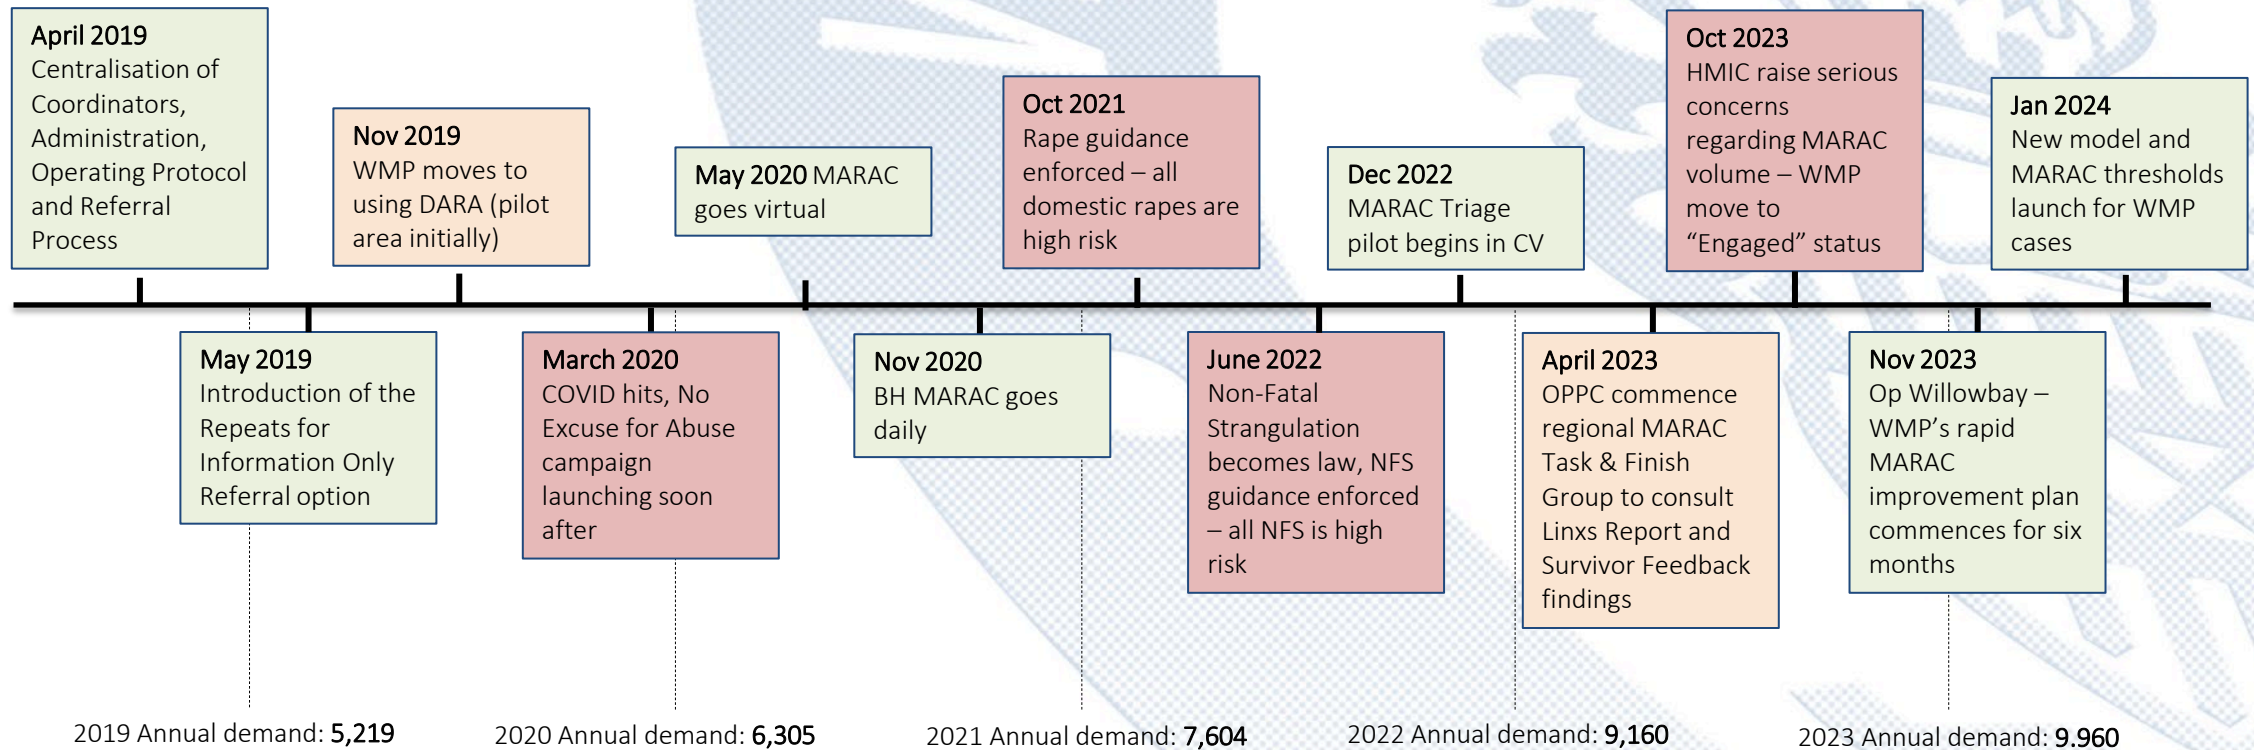 April 2019
Centralisation of
Coordinators,
Administration,
Operating Protocol
and Referral
Process
May 2019
Introduction of the
Repeats for
Information Only
Referral option
Nov 2019
WMP moves to
using DARA (pilot
area initially)
March 2020
COVID hits, No
Excuse for Abuse
campaign
launching soon
after
May 2020 MARAC
goes virtual
Nov 2020
BH MARAC goes
daily
Oct 2021
Rape guidance
enforced – all
domestic rapes are
high risk
June 2022
Non-Fatal
Strangulation
becomes law, NFS
guidance enforced
– all NFS is high
risk
Dec 2022
MARAC Triage
pilot begins in CV
April 2023
OPPC commence
regional MARAC
Task & Finish
Group to consult
Linxs Report and
Survivor Feedback
findings
Oct 2023
HMIC raise serious
concerns
regarding MARAC
volume – WMP
move to
“Engaged” status
Nov 2023
Op Willowbay –
WMP’s rapid
MARAC
improvement plan
commences for six
months
Jan 2024
New model and
MARAC thresholds
launch for WMP
cases
2019 Annual demand: 5,219
2020 Annual demand: 6,305
2021 Annual demand: 7,604
2022 Annual demand: 9,160
2023 Annual demand: 9.960